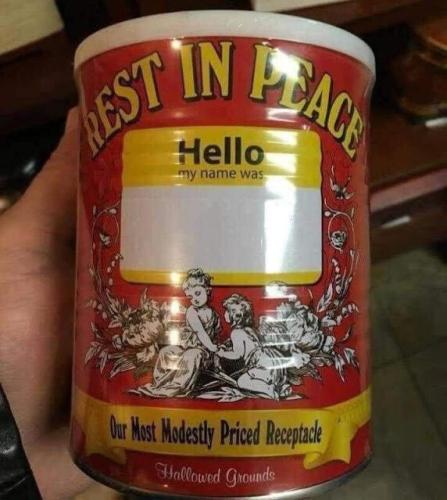 REST IN PEACE
Hello
my name was
Our Most Modestly Priced Receptacle
Hallowed Grounds